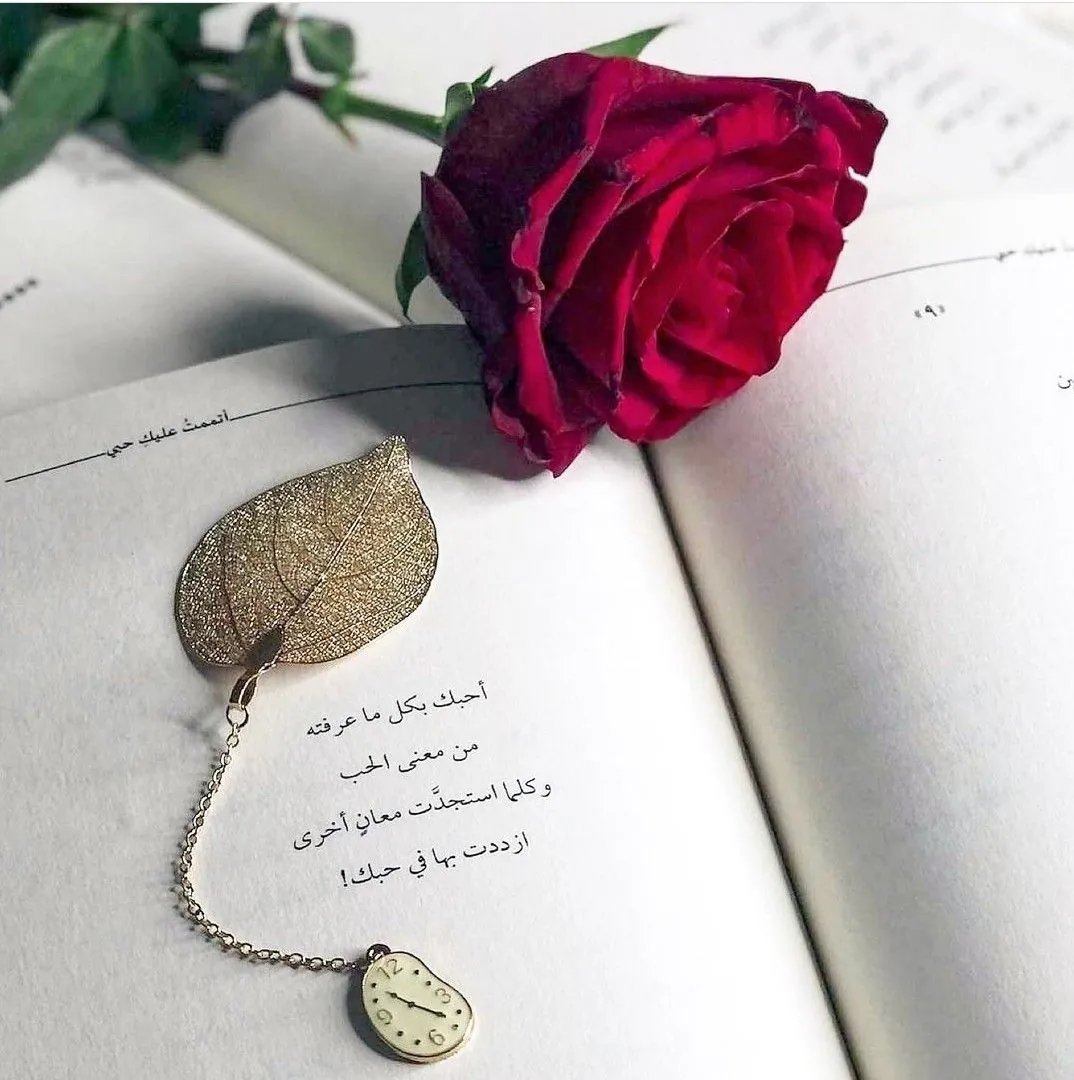 أتممتُ عليكِ حبي
أحبك بكل ما عرفته
من معنى الحب
وكلما استجدَّت معانٍ أخرى
ازددت بها في حبك!
12
3
9
6
«٩»